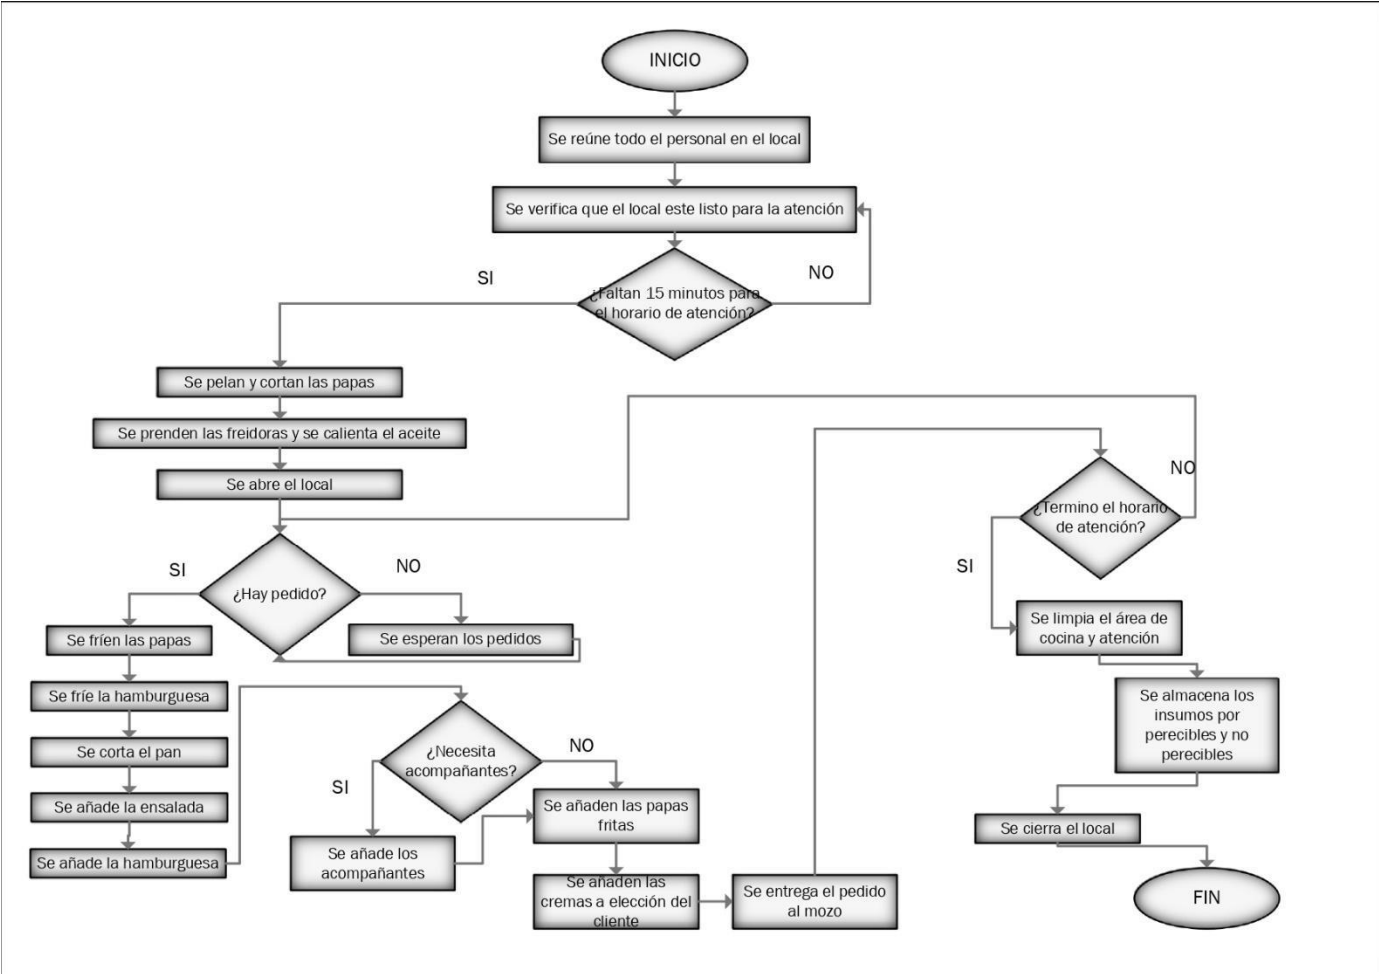 INICIO
Se reúne todo el personal en el local
Se verifica que el local este listo para la atención
SI
NO
¿Faltan 15 minutos para
el horario de atención?
Se pelan y cortan las papas
Se prenden las freidoras y se calienta el aceite
Se abre el local
¿Hay pedido?
SI
NO
Se fríen las papas
Se esperan los pedidos
Se fríe la hamburguesa
Se corta el pan
Se añade la ensalada
Se añade la hamburguesa
¿Necesita
acompañantes?
SI
NO
Se añade los
acompañantes
Se añaden las papas
fritas
Se añaden las
cremas a elección del
cliente
Se entrega el pedido
al mozo
¿Termino el horario
de atención?
NO
SI
Se limpia el área de
cocina y atención
Se almacena los
insumos por
perecibles y no
perecibles
Se cierra el local
FIN